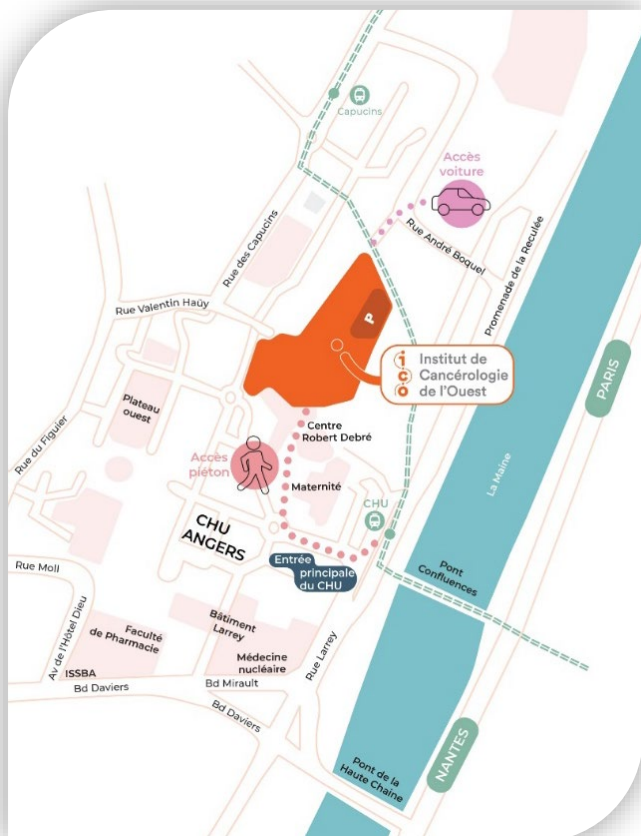 Capucins
Accès
voiture
Rue des Capucins
Rue André Boquel
Promenade de la Reculée
Rue Valentin Haüy
P
ico
Institut de
Cancérologie
de l'Ouest
PARIS
Plateau
ouest
Rue du Figuier
Centre
Robert Debré
Accès
piéton
Maternité
La Maine
CHU
CHU
ANGERS
Entrée
principale
du CHU
Pont
Confluences
Rue Moll
Av de l'Hôtel Dieu
Faculté
de Pharmacie
Bâtiment
Larrey
Médecine
nucléaire
Rue Larrey
ISSBA
Bd Daviers
Bd Mirault
Bd Daviers
NANTES
Pont de la
Haute Chaine